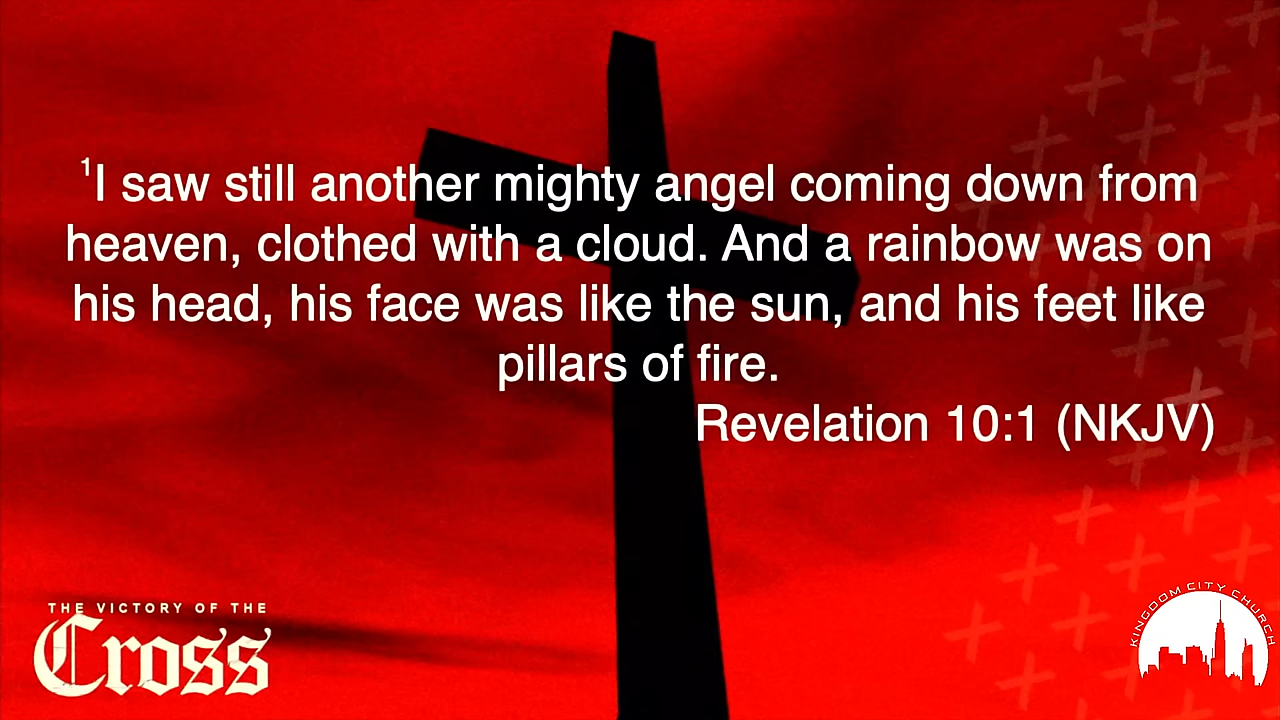 ¹I saw still another mighty angel coming down from
heaven, clothed with a cloud. And a rainbow was on
his head, his face was like the sun, and his feet like
pillars of fire.
Revelation 10:1 (NKJV)
THE VICTORY OF THE
Cross
KINGDOM CITY CHURCH